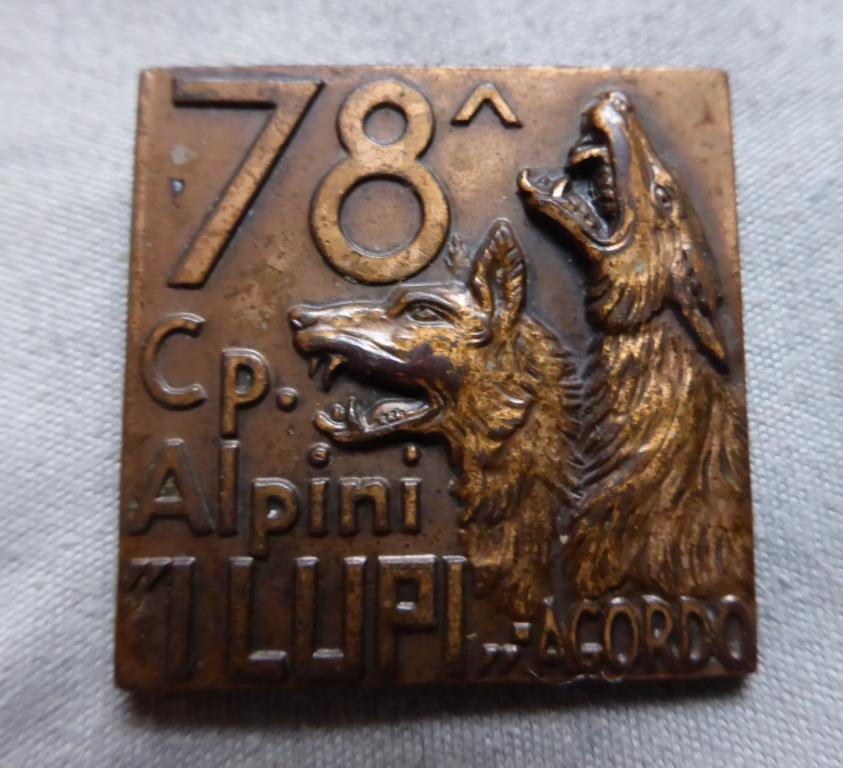 78^
Cp.
Alpini
"I LUPI„ AGORDO